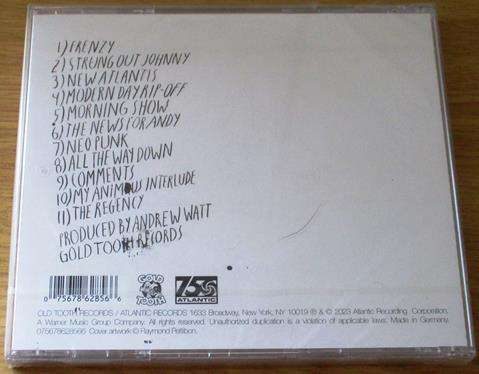 1) FRENZY
2) STRUNG OUT JOHNNY
3) NEW ATLANTIS
4) MODERN DAY RIP-OFF
5) MORNING SHOW
6) THE NEWS FOR ANDY
7) NEO PUNK
8) ALL THE WAY DOWN
9) COMMENTS
10) MY ANIMUS INTERLUDE
11) THE REGENCY
PRODUCED BY ANDREW WATT
GOLD TOOTH RECORDS
GOLD TOOTH
75 ATLANTIC
0 75678 62856 6
OLD TOOTH RECORDS / ATLANTIC RECORDS 1633 Broadway, New York, NY 10019 ℗ & © 2023 Atlantic Recording Corporation.
A Warner Music Group Company. All rights reserved. Unauthorized duplication is a violation of applicable laws. Made in Germany.
075678628566 Cover artwork © Raymond Pettibon.